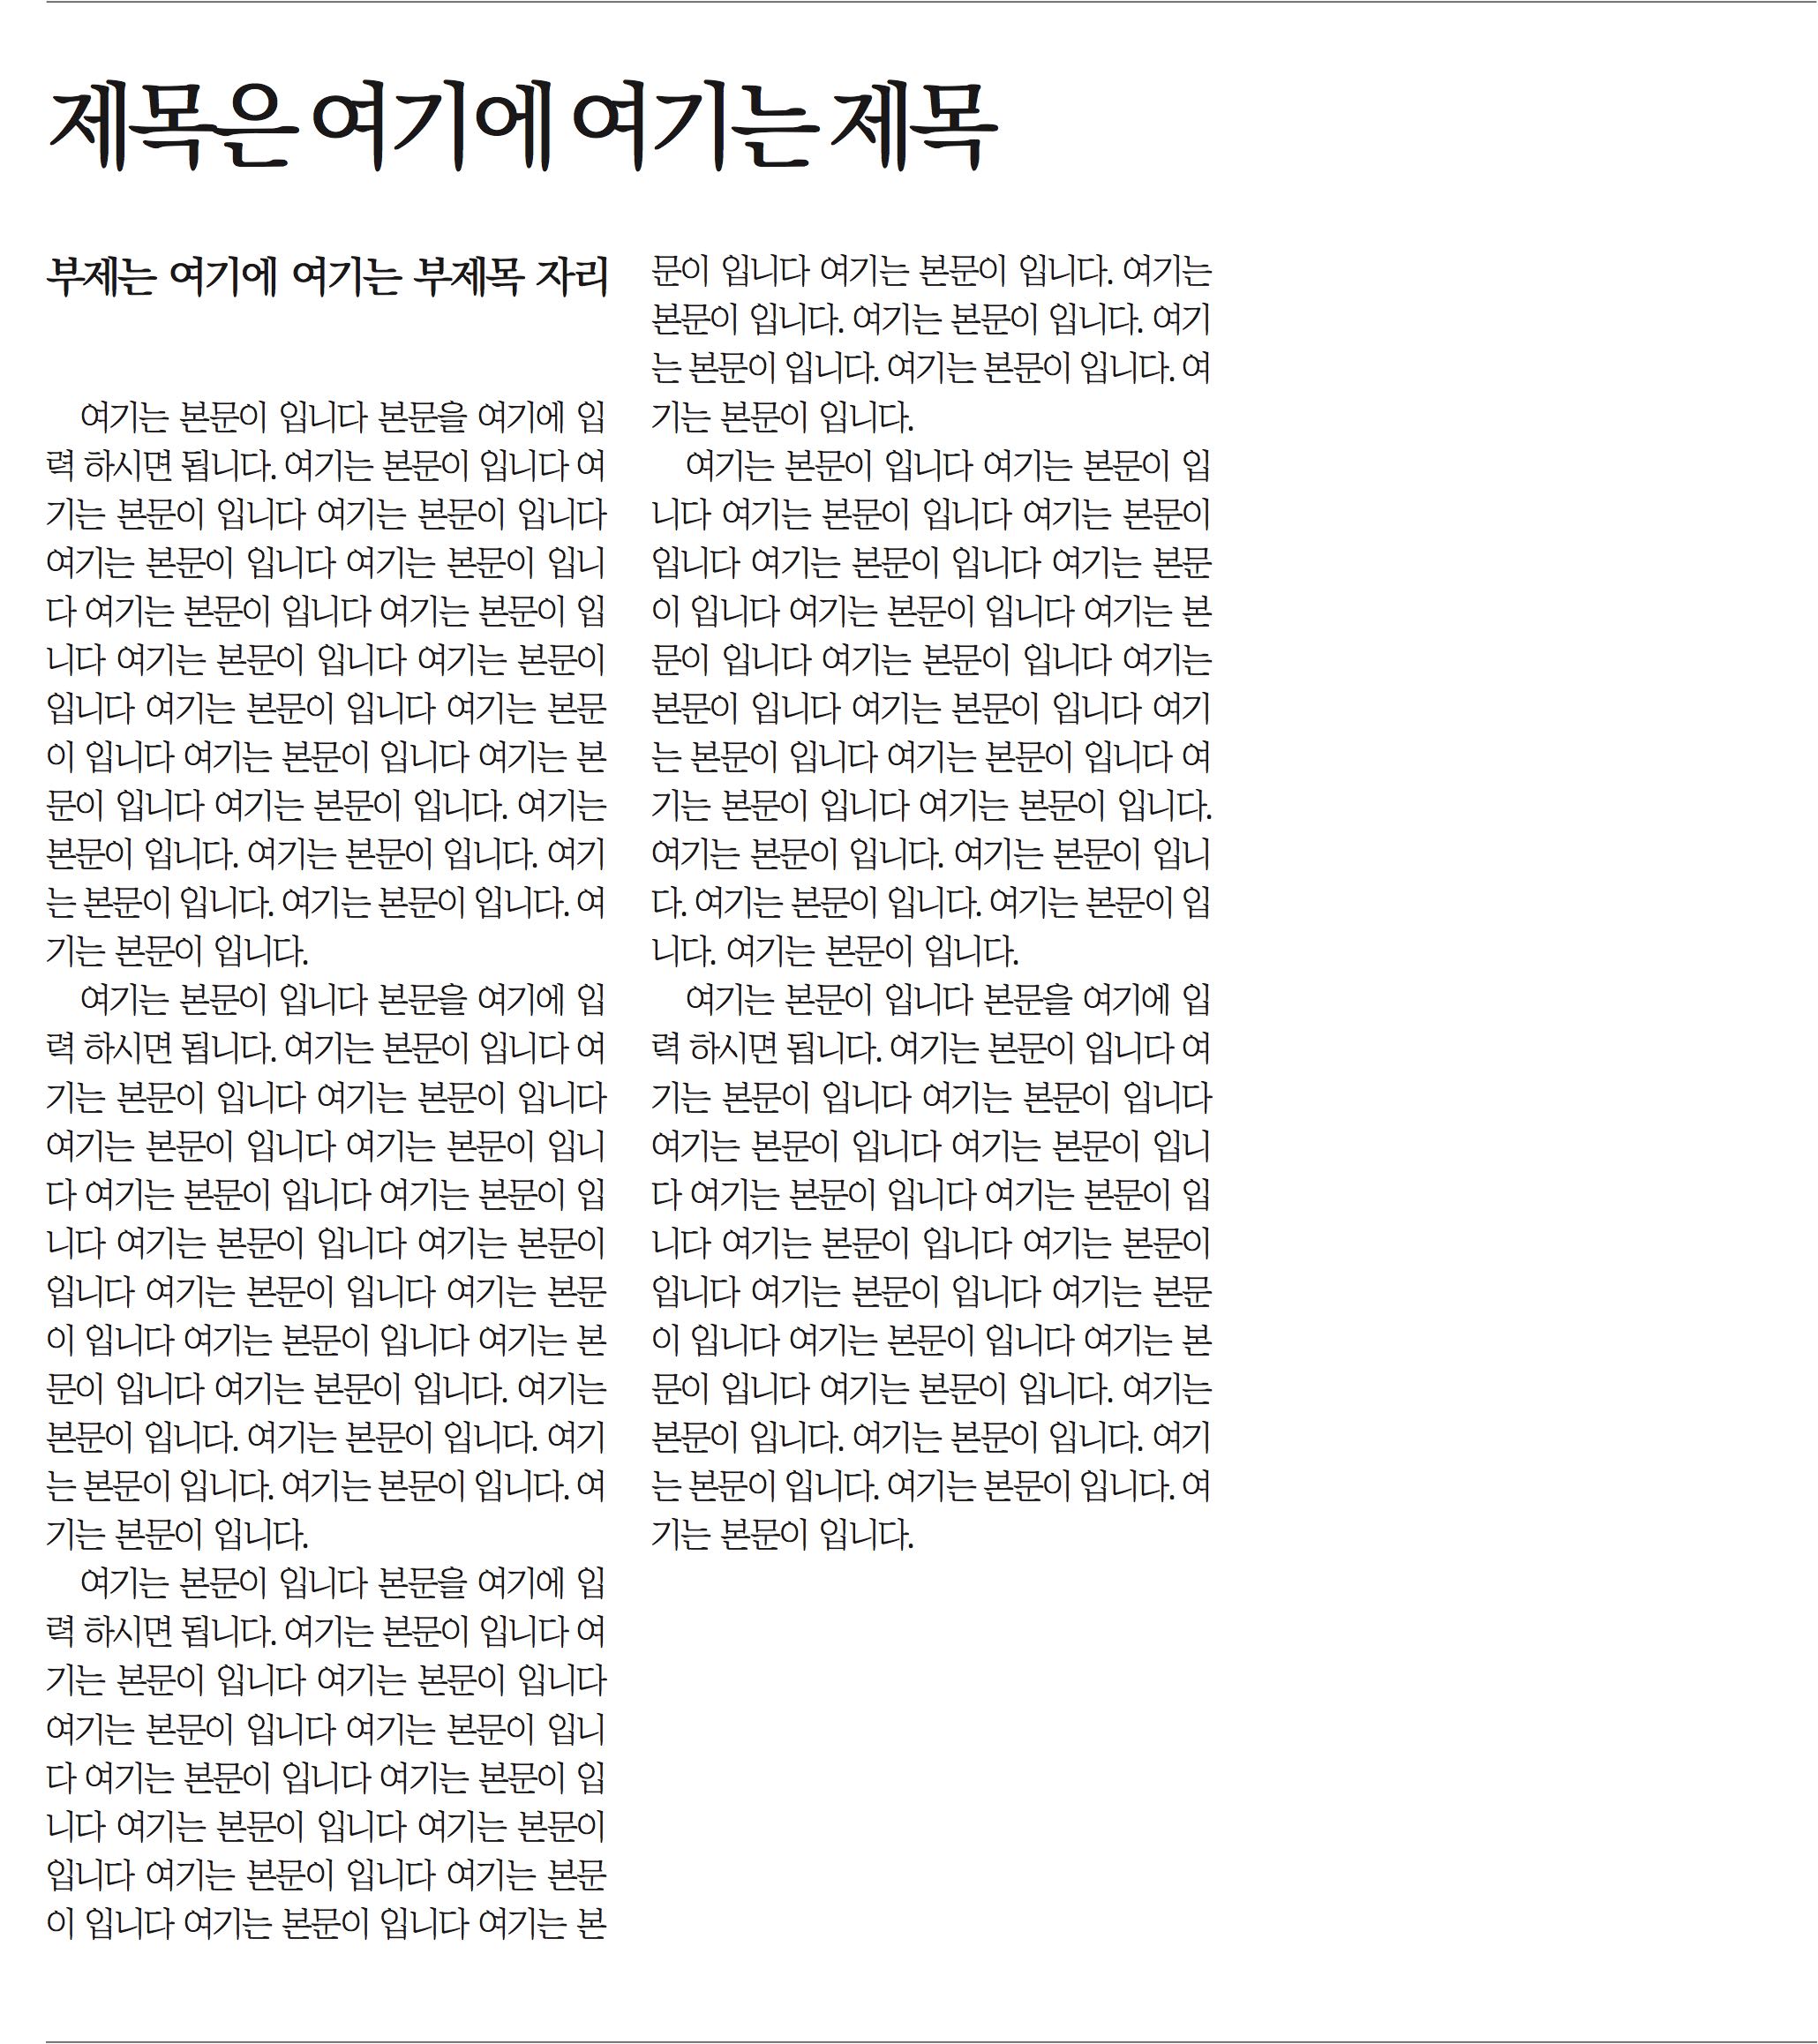 제목은 여기에 여기는 제목
부제는 여기에 여기는 부제목 자리
여기는 본문이 입니다 본문을 여기에 입
력 하시면 됩니다. 여기는 본문이 입니다 여
기는 본문이 입니다 여기는 본문이 입니다
여기는 본문이 입니다 여기는 본문이 입니
다 여기는 본문이 입니다 여기는 본문이 입
니다 여기는 본문이 입니다 여기는 본문이
입니다 여기는 본문이 입니다 여기는 본문
이 입니다 여기는 본문이 입니다 여기는 본
문이 입니다 여기는 본문이 입니다. 여기는
본문이 입니다. 여기는 본문이 입니다. 여기
는 본문이 입니다. 여기는 본문이 입니다. 여
기는 본문이 입니다.
여기는 본문이 입니다 본문을 여기에 입
력 하시면 됩니다. 여기는 본문이 입니다 여
기는 본문이 입니다 여기는 본문이 입니다
여기는 본문이 입니다 여기는 본문이 입니
다 여기는 본문이 입니다 여기는 본문이 입
니다 여기는 본문이 입니다 여기는 본문이
입니다 여기는 본문이 입니다 여기는 본문
이 입니다 여기는 본문이 입니다 여기는 본
문이 입니다 여기는 본문이 입니다. 여기는
본문이 입니다. 여기는 본문이 입니다. 여기
는 본문이 입니다. 여기는 본문이 입니다. 여
기는 본문이 입니다.
여기는 본문이 입니다 본문을 여기에 입
력 하시면 됩니다. 여기는 본문이 입니다 여
기는 본문이 입니다 여기는 본문이 입니다
여기는 본문이 입니다 여기는 본문이 입니
다 여기는 본문이 입니다 여기는 본문이 입
니다 여기는 본문이 입니다 여기는 본문이
입니다 여기는 본문이 입니다 여기는 본문
이 입니다 여기는 본문이 입니다 여기는 본
문이 입니다 여기는 본문이 입니다. 여기는
본문이 입니다. 여기는 본문이 입니다. 여기
는 본문이 입니다. 여기는 본문이 입니다. 여
기는 본문이 입니다.
여기는 본문이 입니다 여기는 본문이 입
니다 여기는 본문이 입니다 여기는 본문이
입니다 여기는 본문이 입니다 여기는 본문
이 입니다 여기는 본문이 입니다 여기는 본
문이 입니다 여기는 본문이 입니다 여기는
본문이 입니다 여기는 본문이 입니다 여기
는 본문이 입니다 여기는 본문이 입니다 여
기는 본문이 입니다 여기는 본문이 입니다.
여기는 본문이 입니다. 여기는 본문이 입니
다. 여기는 본문이 입니다. 여기는 본문이 입
니다. 여기는 본문이 입니다.
여기는 본문이 입니다 본문을 여기에 입
력 하시면 됩니다. 여기는 본문이 입니다 여
기는 본문이 입니다 여기는 본문이 입니다
여기는 본문이 입니다 여기는 본문이 입니
다 여기는 본문이 입니다 여기는 본문이 입
니다 여기는 본문이 입니다 여기는 본문이
입니다 여기는 본문이 입니다 여기는 본문
이 입니다 여기는 본문이 입니다 여기는 본
문이 입니다 여기는 본문이 입니다. 여기는
본문이 입니다. 여기는 본문이 입니다. 여기
는 본문이 입니다. 여기는 본문이 입니다. 여
기는 본문이 입니다.